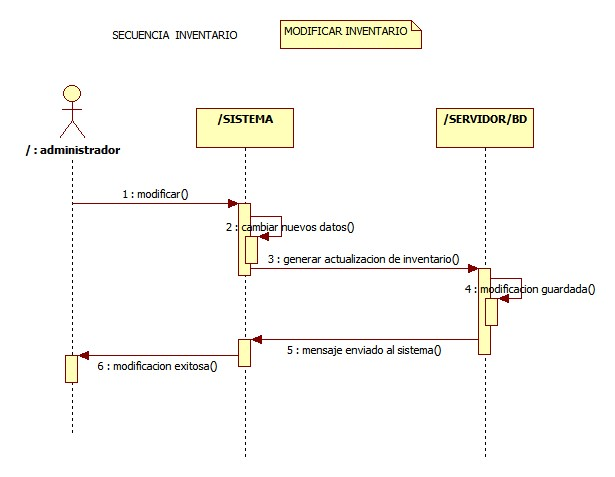 SECUENCIA INVENTARIO
MODIFICAR INVENTARIO
/ : administrador
/SISTEMA
/SERVIDOR/BD
1 : modificar()
2 : cambiar nuevos datos()
3 : generar actualizacion de inventario()
4 : modificacion guardada()
5 : mensaje enviado al sistema()
6 : modificacion exitosa()